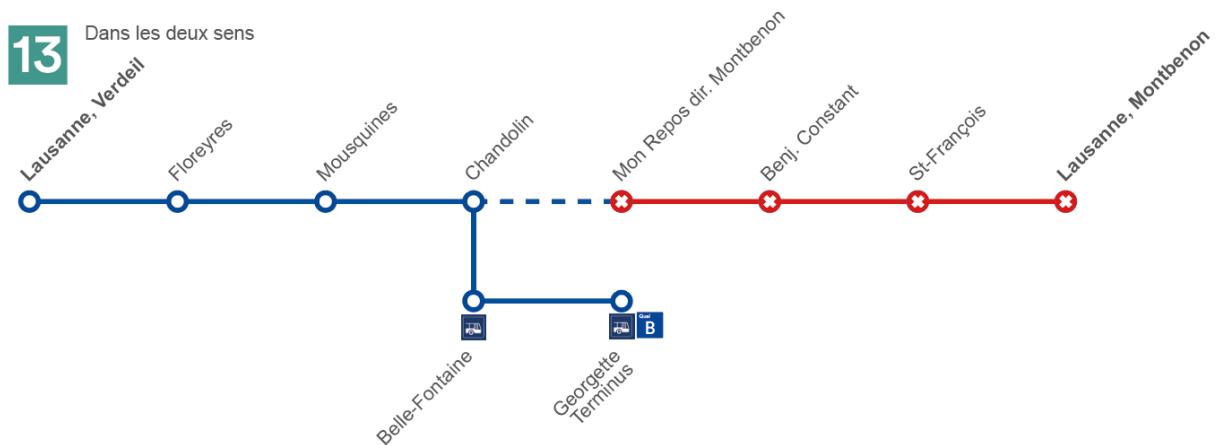 13
Dans les deux sens
Lausanne, Verdeil
Floreyres
Mousquines
Chandolin
Mon Repos dir. Montbenon
Benj. Constant
St-François
Lausanne, Montbenon
Quai
B
Belle-Fontaine
Georgette
Terminus